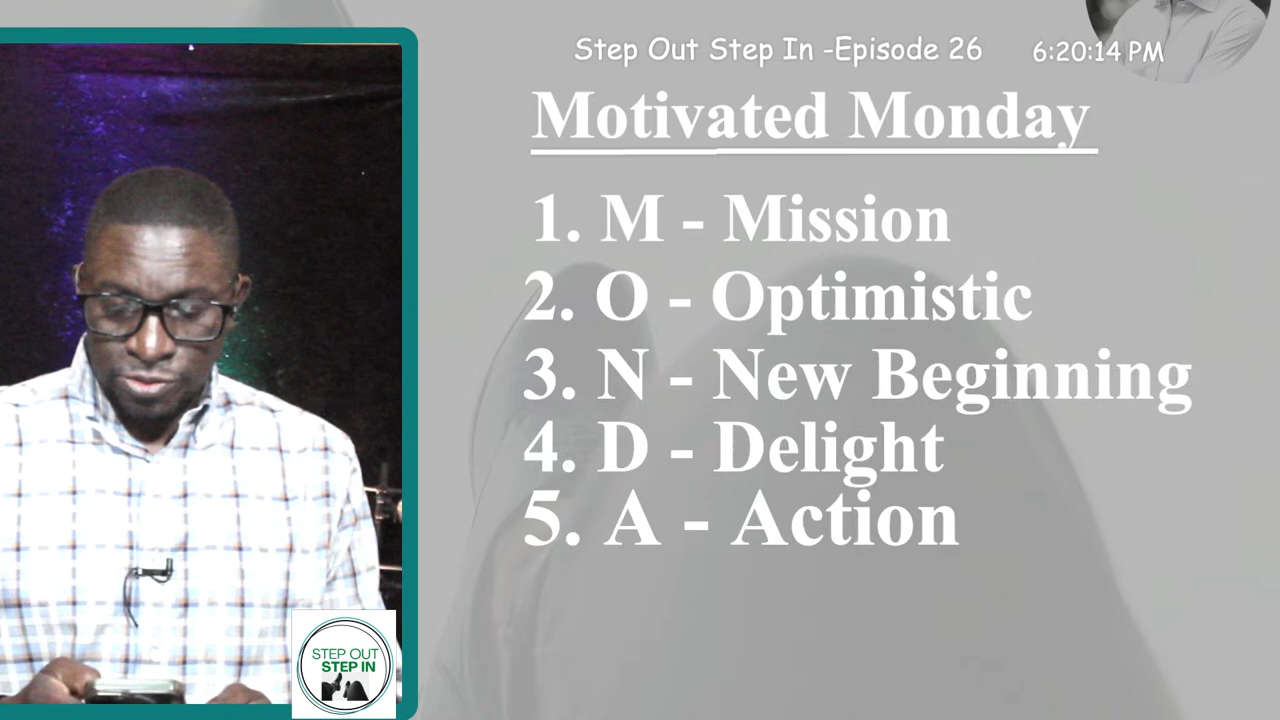 Step Out Step In -Episode 26 6:20:14 PM
Motivated Monday
1. M - Mission
2. O - Optimistic
3. N - New Beginning
4. D - Delight
5. A - Action
STEP OUT
STEP IN